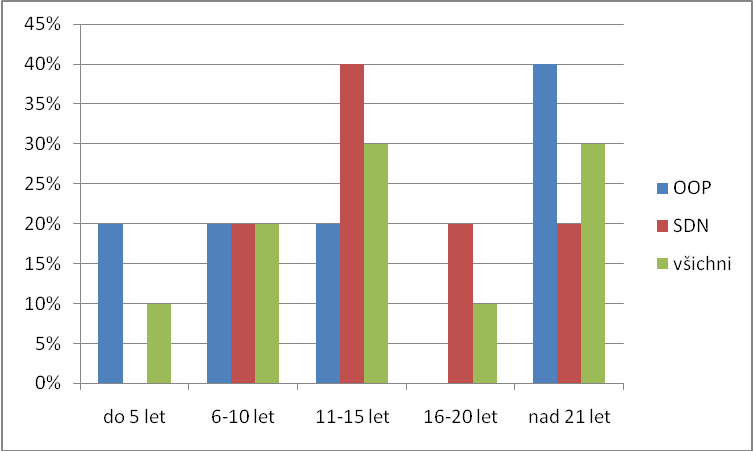 45%
40%
35%
30%
25%
20%
15%
10%
5%
0%
do 5 let
6-10 let
11-15 let
16-20 let
nad 21 let
OOP
SDN
všichni